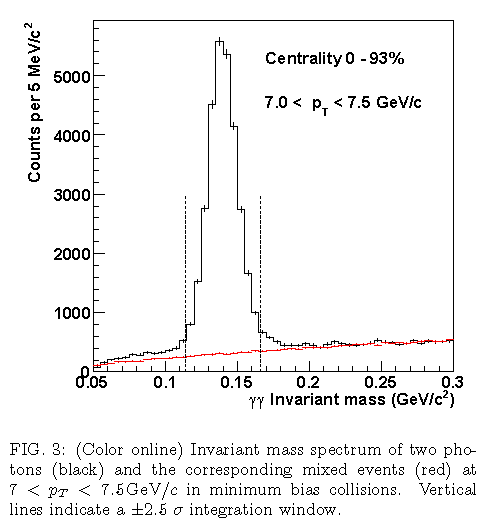 Counts per 5 MeV/c²
5000
4000
3000
2000
1000
0
Centrality 0 - 93%
7.0 < p_T < 7.5 GeV/c
0.05 0.1 0.15 0.2 0.25 0.3
γγ Invariant mass (GeV/c²)
FIG. 3: (Color online) Invariant mass spectrum of two pho-
tons (black) and the corresponding mixed events (red) at
7 < p_T < 7.5 GeV/c in minimum bias collisions. Vertical
lines indicate a ±2.5 σ integration window.